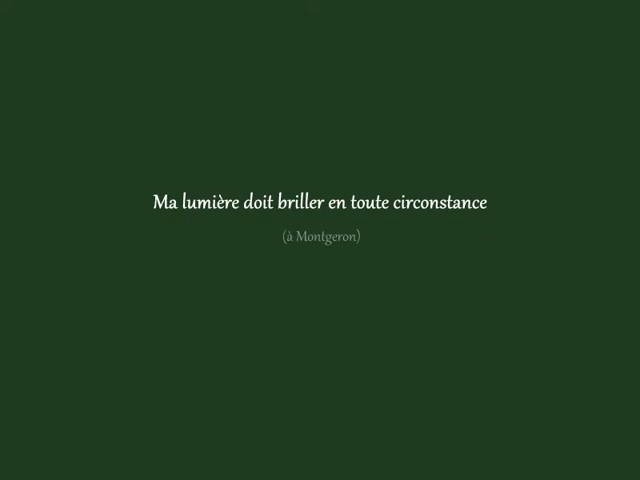 Ma lumière doit briller en toute circonstance
(à Montgeron)